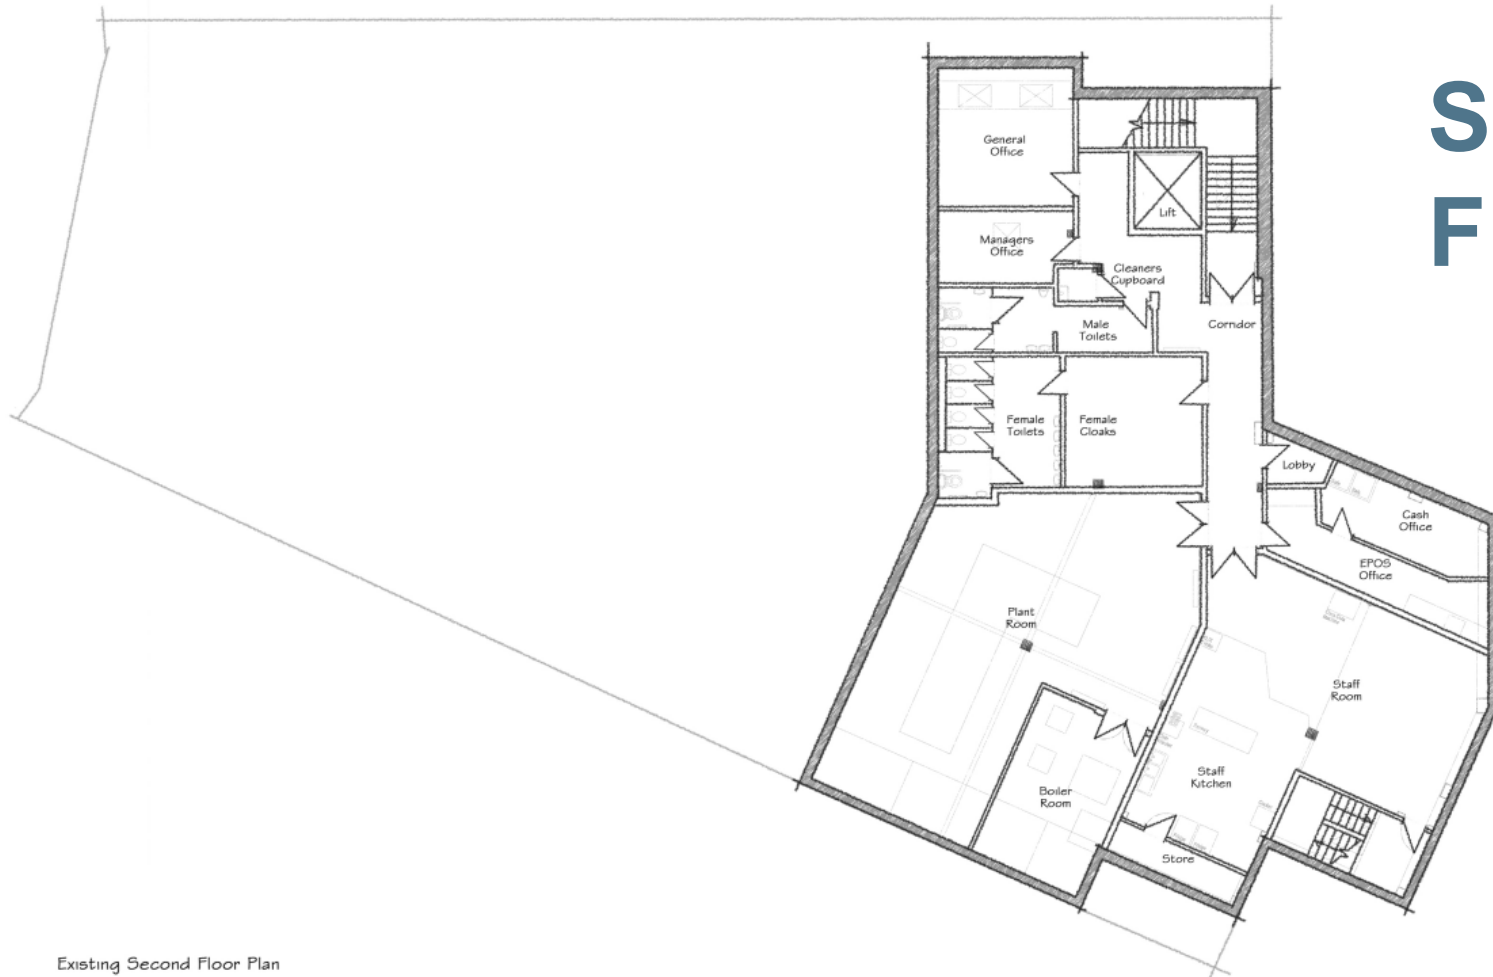 S
F
General
Office
Lift
Managers
Office
Cleaners
Cupboard
Male
Toilets
Corridor
Female
Toilets
Female
Cloaks
Lobby
Cash
Office
EPOS
Office
Plant
Room
Staff
Room
Staff
Kitchen
Boiler
Room
Store
Existing Second Floor Plan